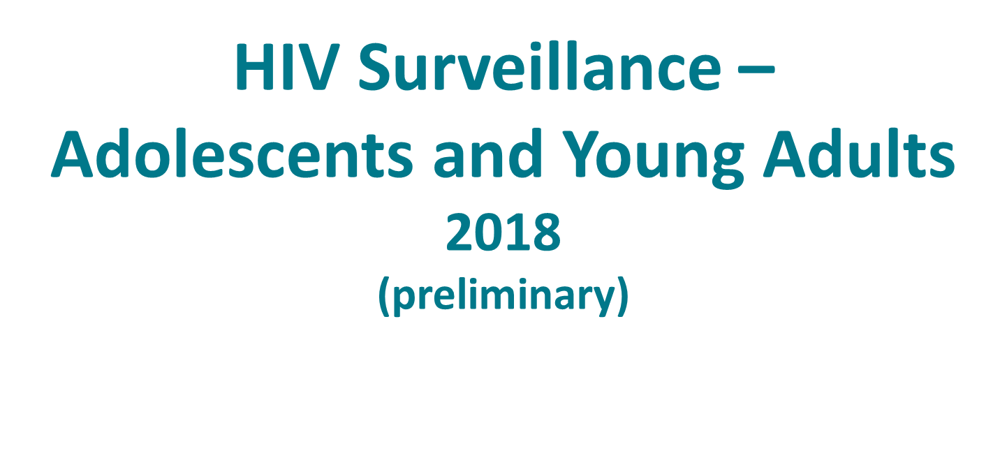 HIV Surveillance –
Adolescents and Young Adults
2018
(preliminary)